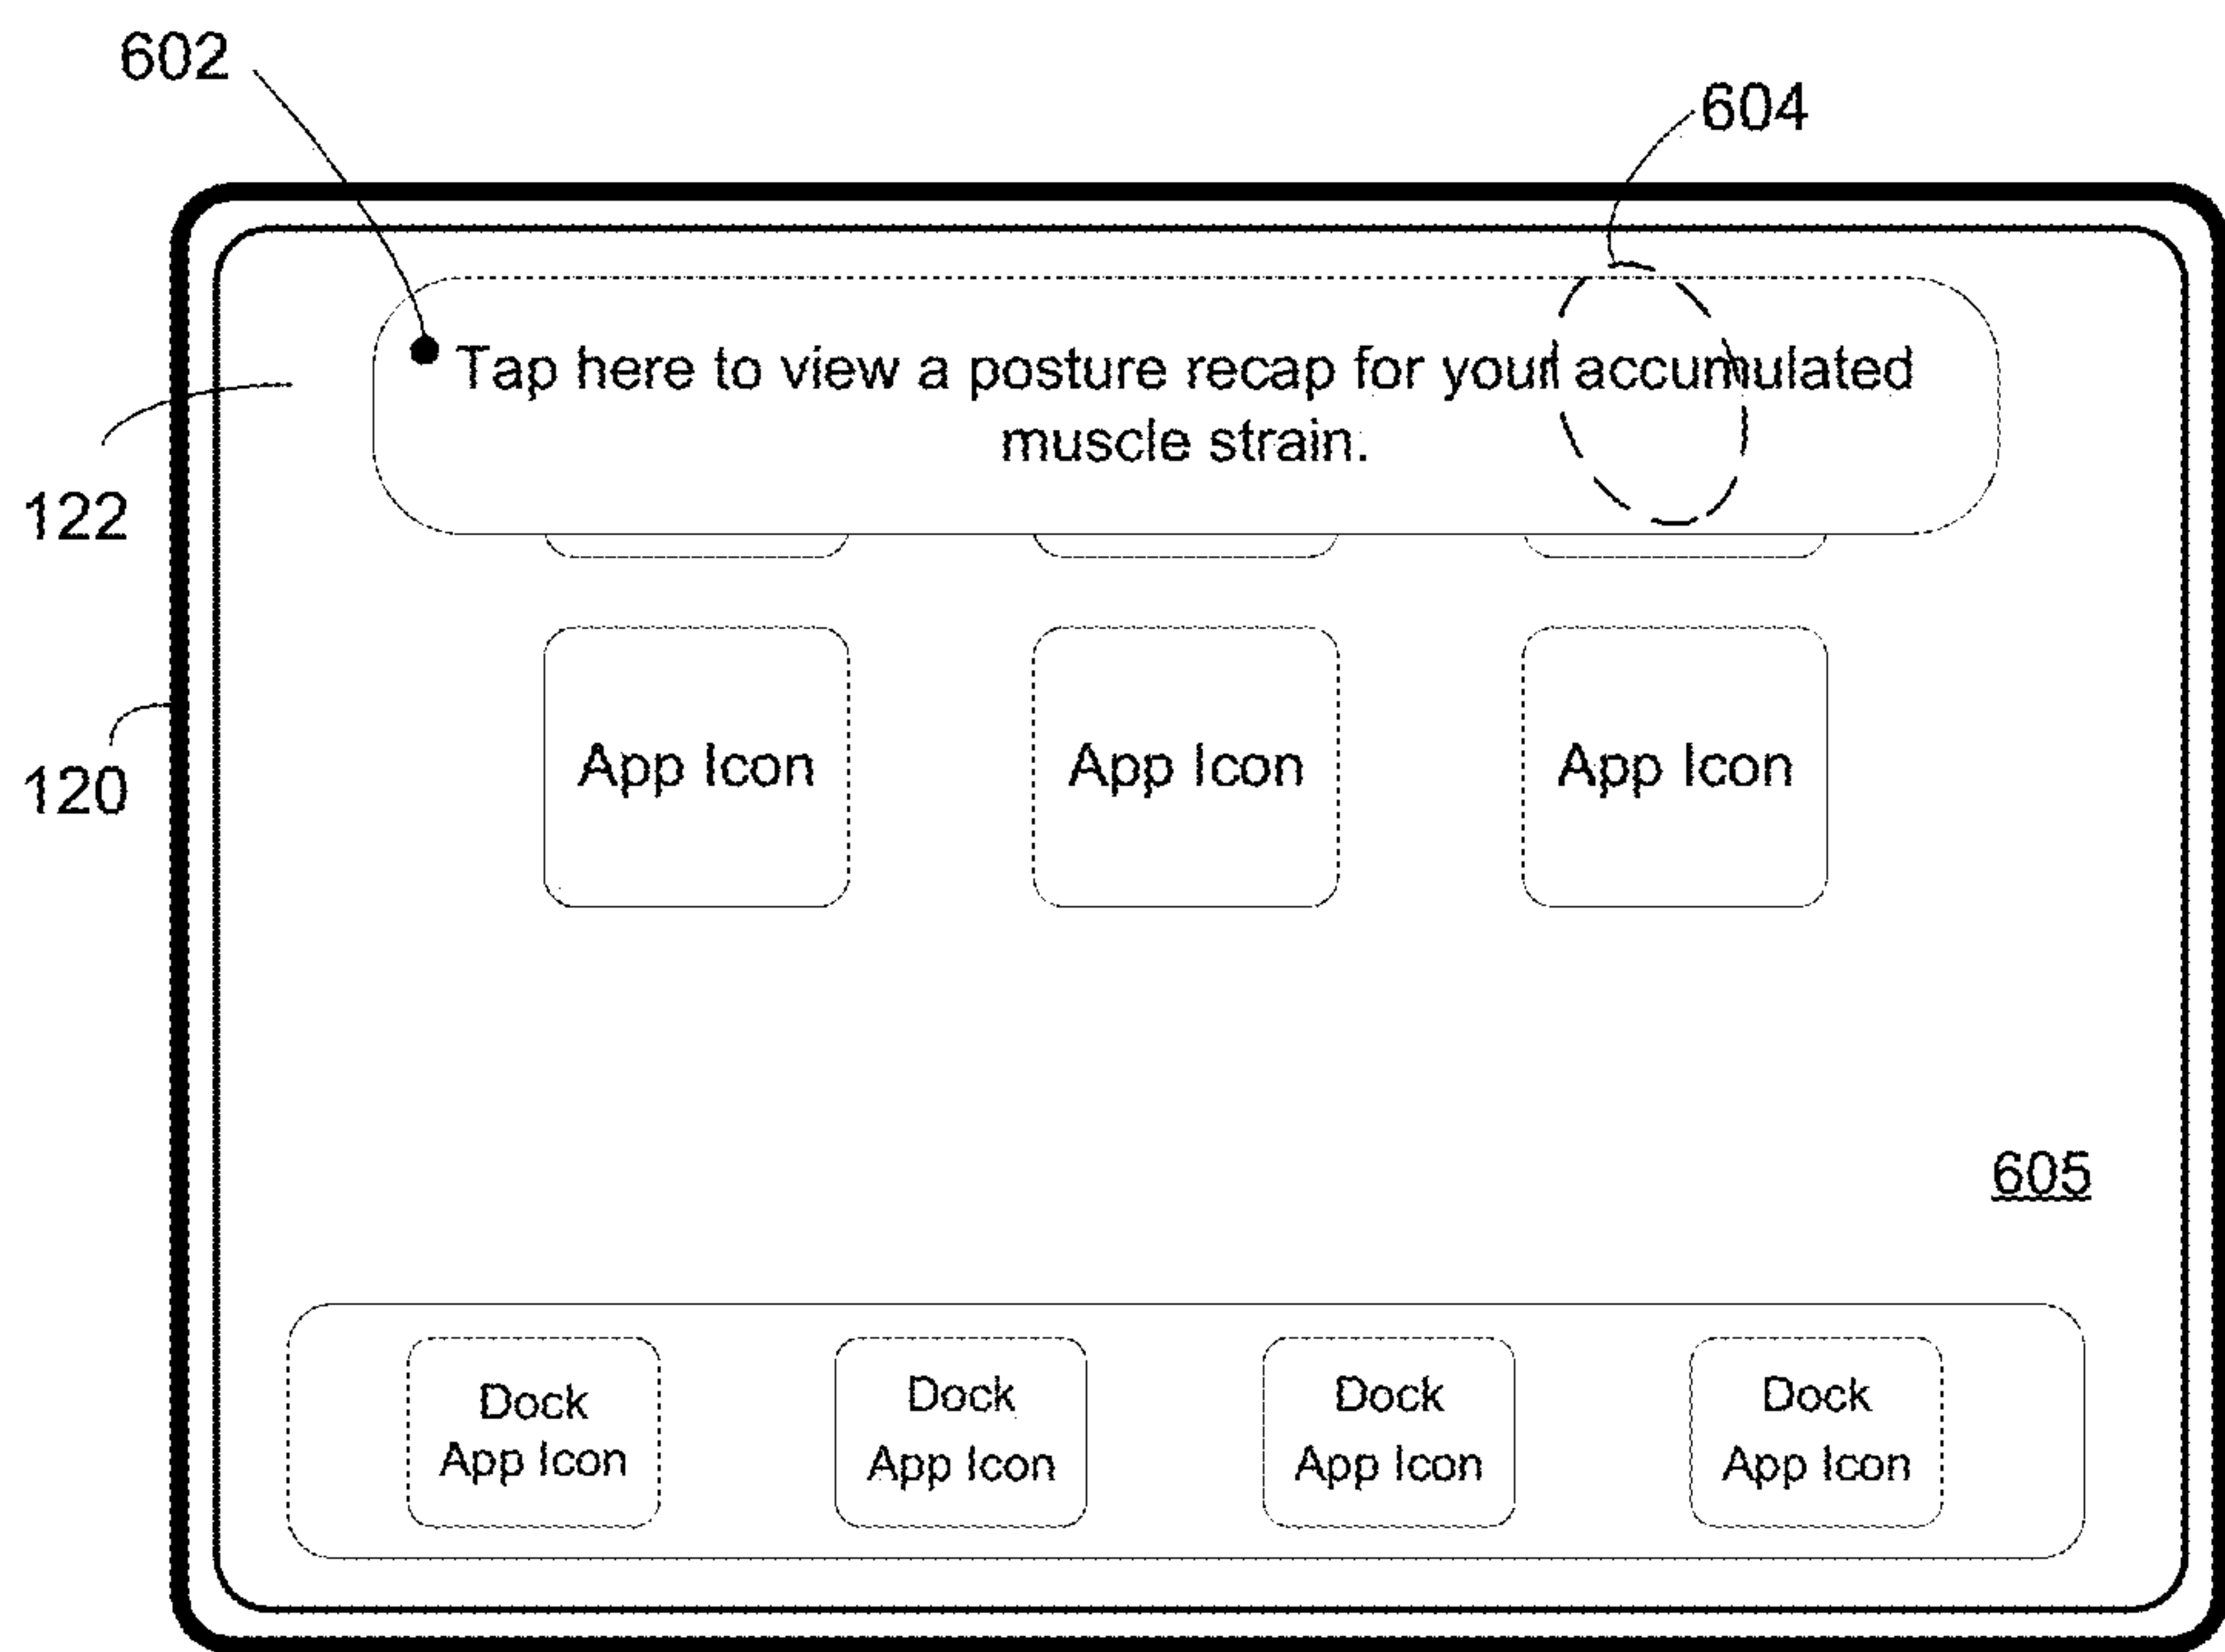 602
604
Tap here to view a posture recap for your accumulated
muscle strain.
122
App Icon
App Icon
App Icon
120
605
Dock
App Icon
Dock
App Icon
Dock
App Icon
Dock
App Icon